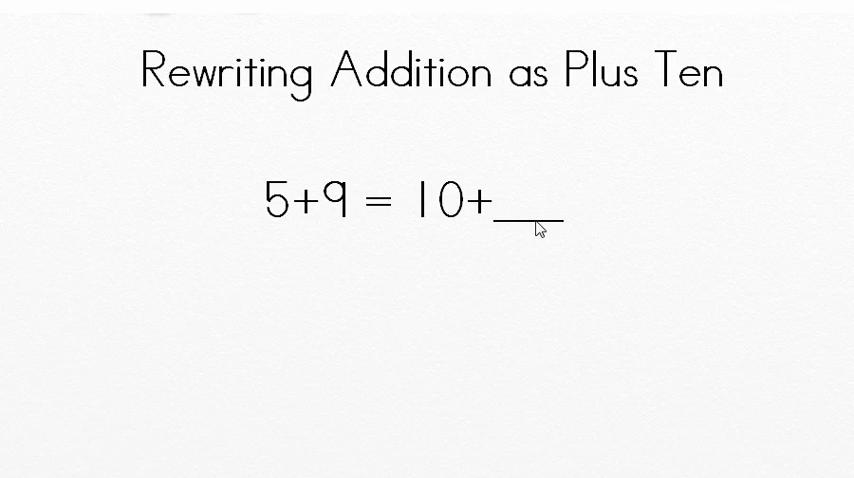 Rewriting Addition as Plus Ten
5+9 = 10+___